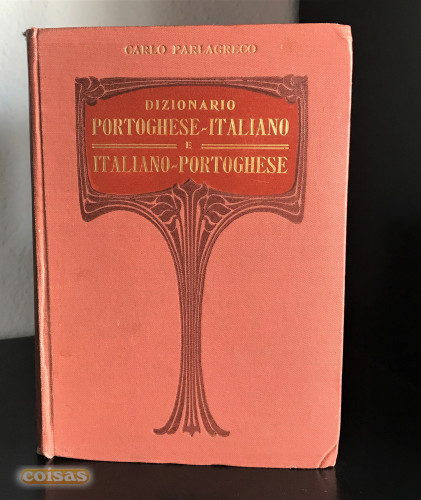 CARLO PARLAGRECO
DIZIONARIO
PORTOGHESE-ITALIANO
E
ITALIANO-PORTOGHESE
coisas